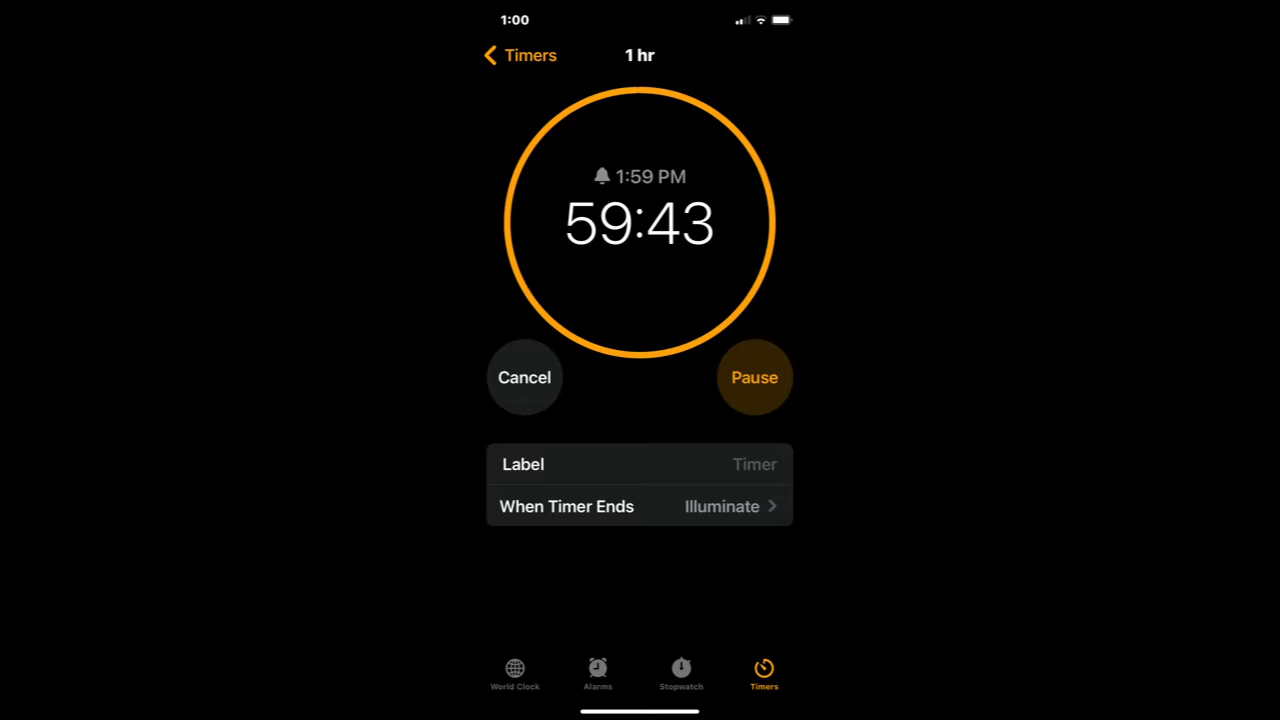 1:00
Timers
1 hr
1:59 PM
59:43
Cancel
Pause
Label Timer
When Timer Ends Illuminate
World Clock Alarms Stopwatch Timers